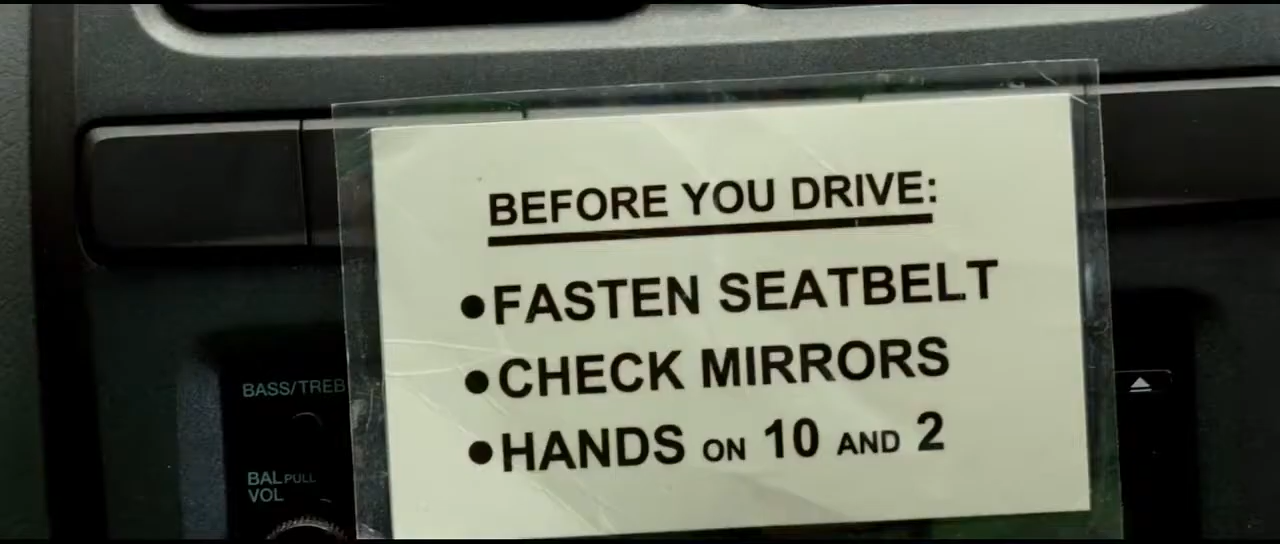 BEFORE YOU DRIVE:
•FASTEN SEATBELT
•CHECK MIRRORS
•HANDS ON 10 AND 2
BASS/TREB
BAL PULL
VOL